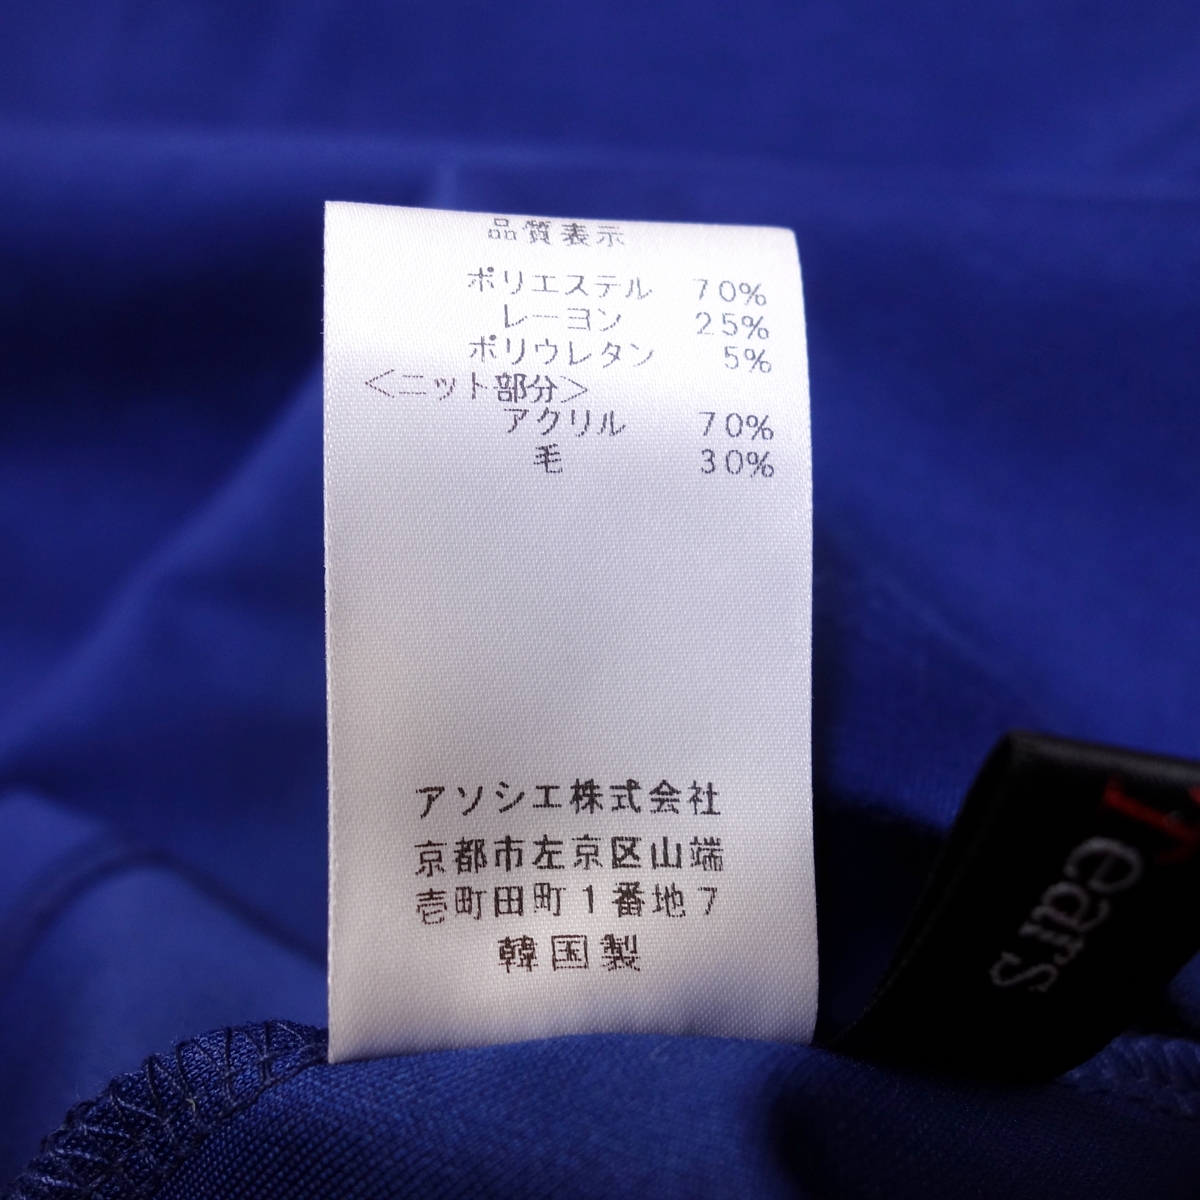 品質表示
ポリエステル 70%
レーヨン 25%
ポリウレタン 5%
<ニット部分>
アクリル 70%
毛 30%
アソシエ株式会社
京都市左京区山端
壱町田町1番地7
韓国製
ears